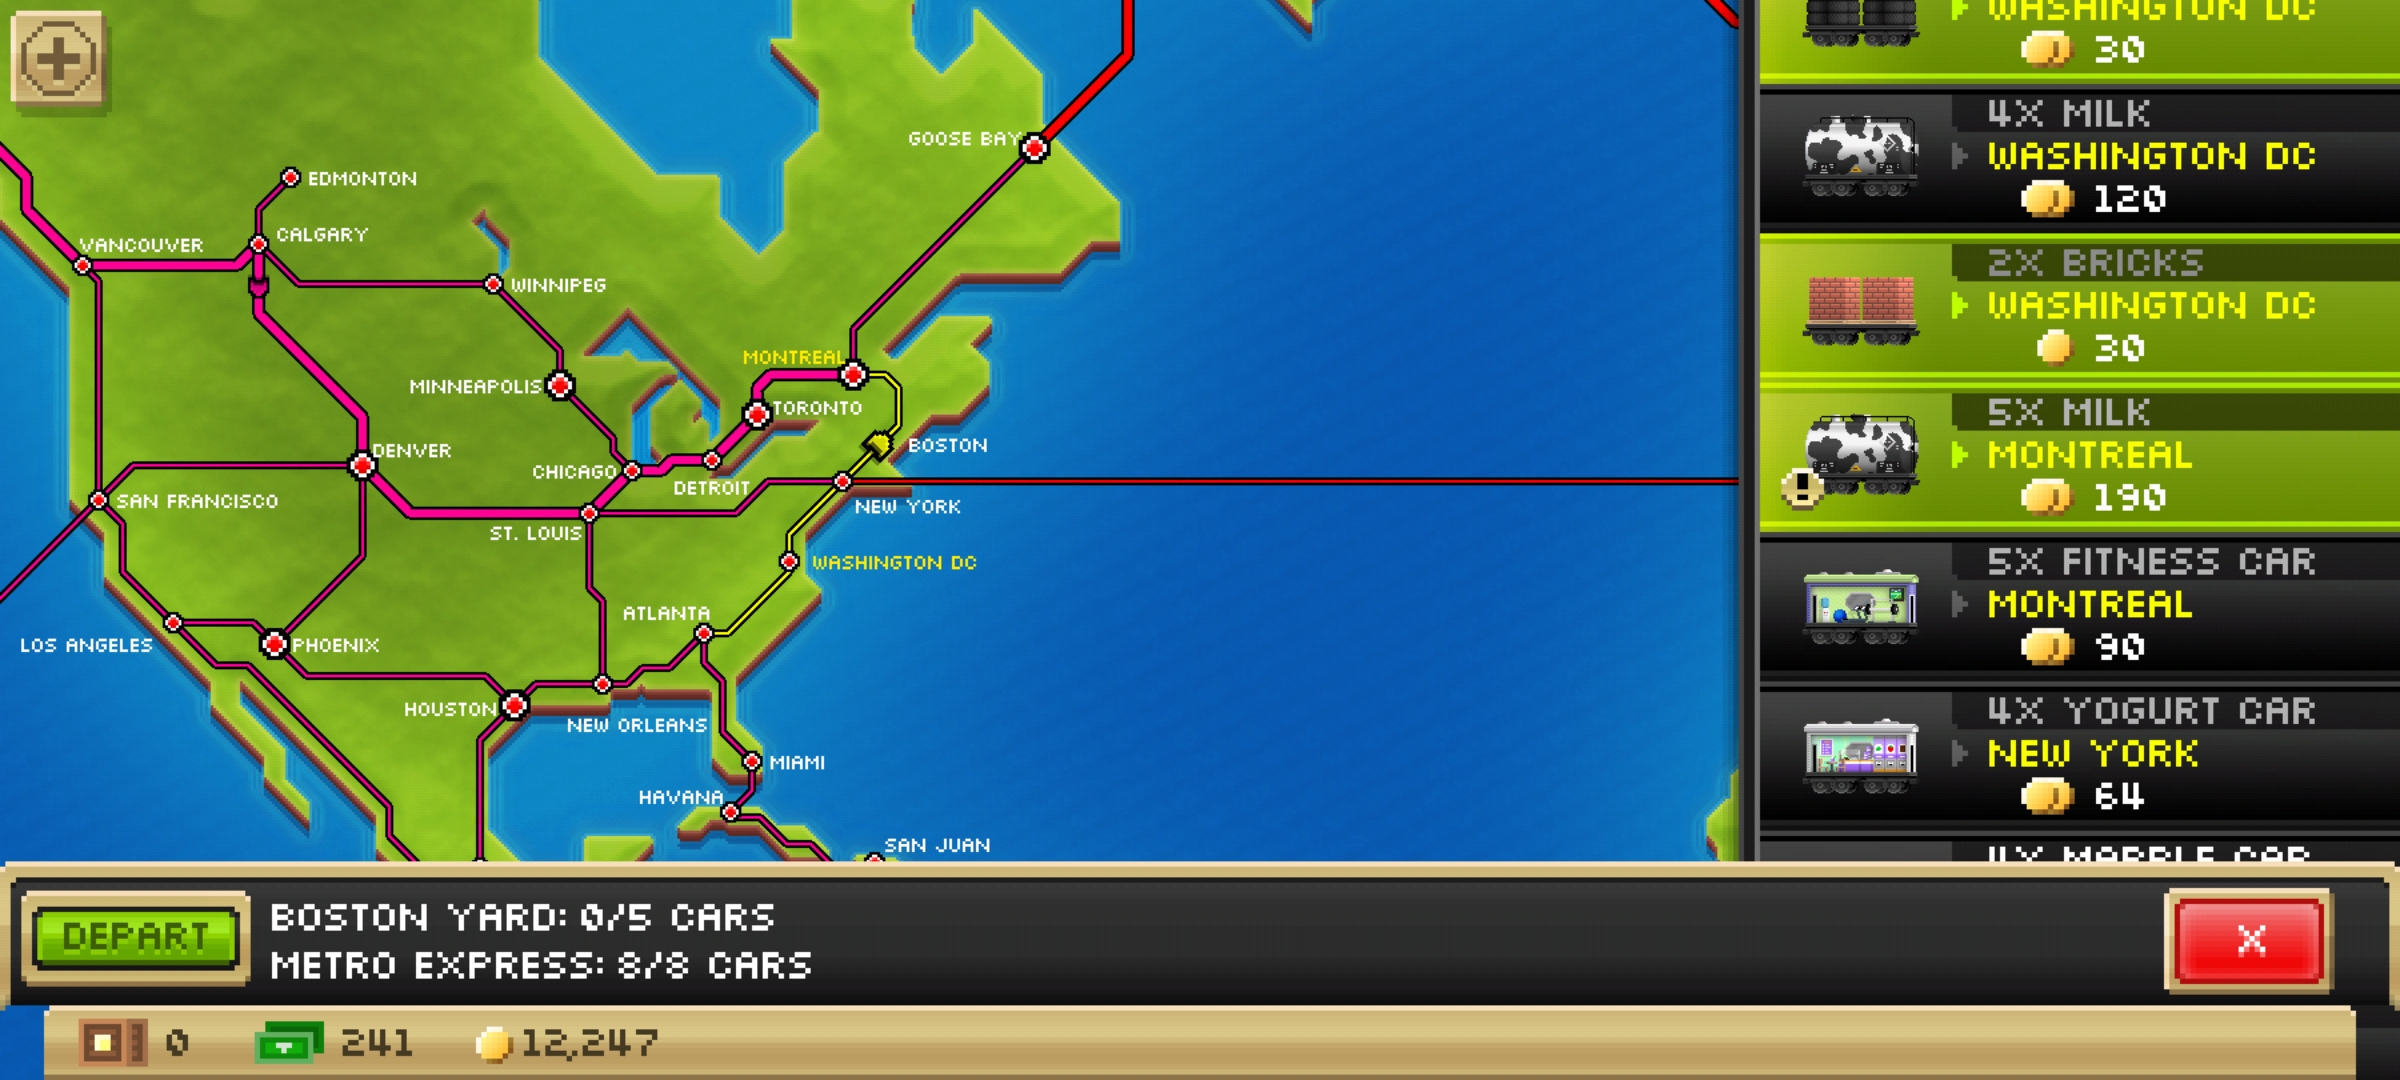 GOOSE BAY
EDMONTON
CALGARY
VANCOUVER
WINNIPEG
MONTREAL
MINNEAPOLIS
TORONTO
BOSTON
DENVER
CHICAGO
DETROIT
SAN FRANCISCO
NEW YORK
ST. LOUIS
WASHINGTON DC
ATLANTA
LOS ANGELES
PHOENIX
HOUSTON
NEW ORLEANS
MIAMI
HAVANA
SAN JUAN
WASHINGTON DC
30
4X MILK
WASHINGTON DC
120
2X BRICKS
WASHINGTON DC
30
5X MILK
MONTREAL
190
5X FITNESS CAR
MONTREAL
90
4X YOGURT CAR
NEW YORK
64
4X MARBLE CAR
DEPART
BOSTON YARD: 0/5 CARS
METRO EXPRESS: 8/8 CARS
X
0
241
12,247